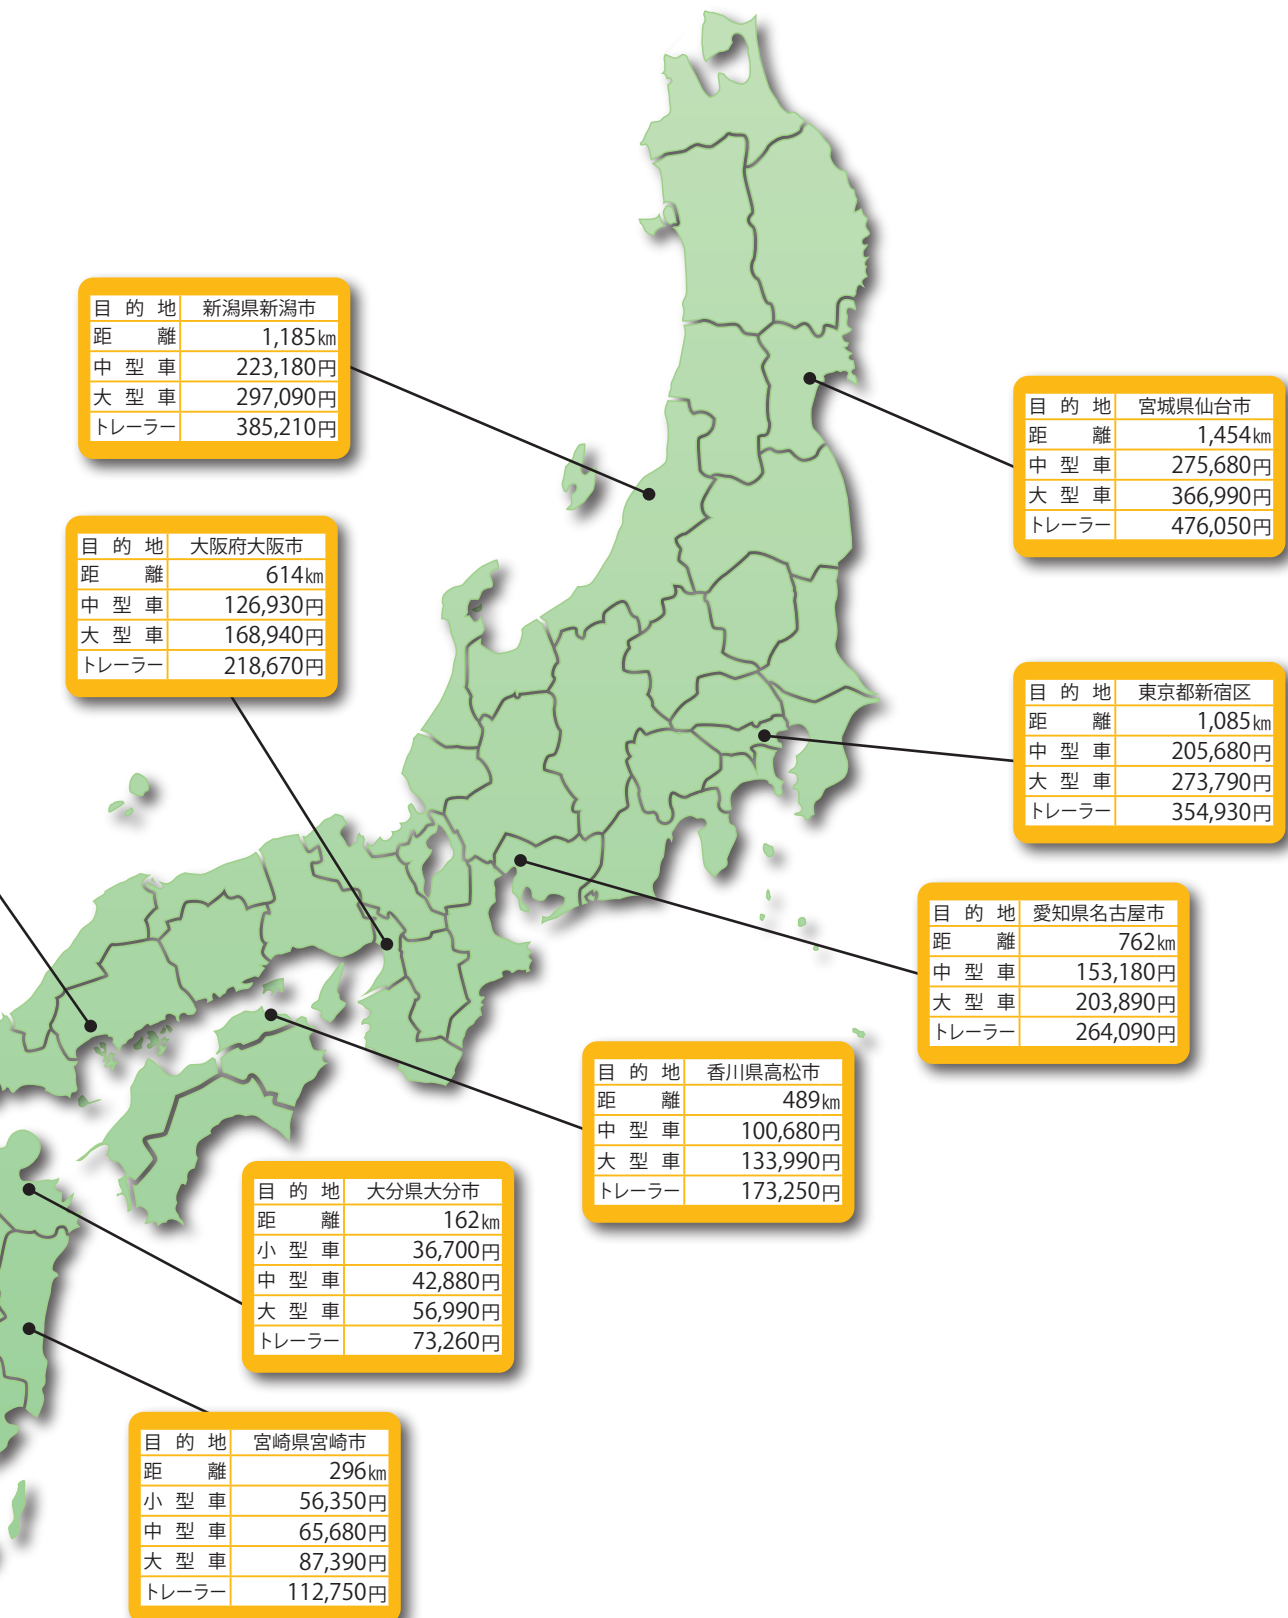 目的地 新潟県新潟市
距離 1,185km
中型車 223,180円
大型車 297,090円
トレーラー 385,210円
目的地 宮城県仙台市
距離 1,454km
中型車 275,680円
大型車 366,990円
トレーラー 476,050円
目的地 大阪府大阪市
距離 614km
中型車 126,930円
大型車 168,940円
トレーラー 218,670円
目的地 東京都新宿区
距離 1,085km
中型車 205,680円
大型車 273,790円
トレーラー 354,930円
目的地 愛知県名古屋市
距離 762km
中型車 153,180円
大型車 203,890円
トレーラー 264,090円
目的地 香川県高松市
距離 489km
中型車 100,680円
大型車 133,990円
トレーラー 173,250円
目的地 大分県大分市
距離 162km
小型車 36,700円
中型車 42,880円
大型車 56,990円
トレーラー 73,260円
目的地 宮崎県宮崎市
距離 296km
小型車 56,350円
中型車 65,680円
大型車 87,390円
トレーラー 112,750円